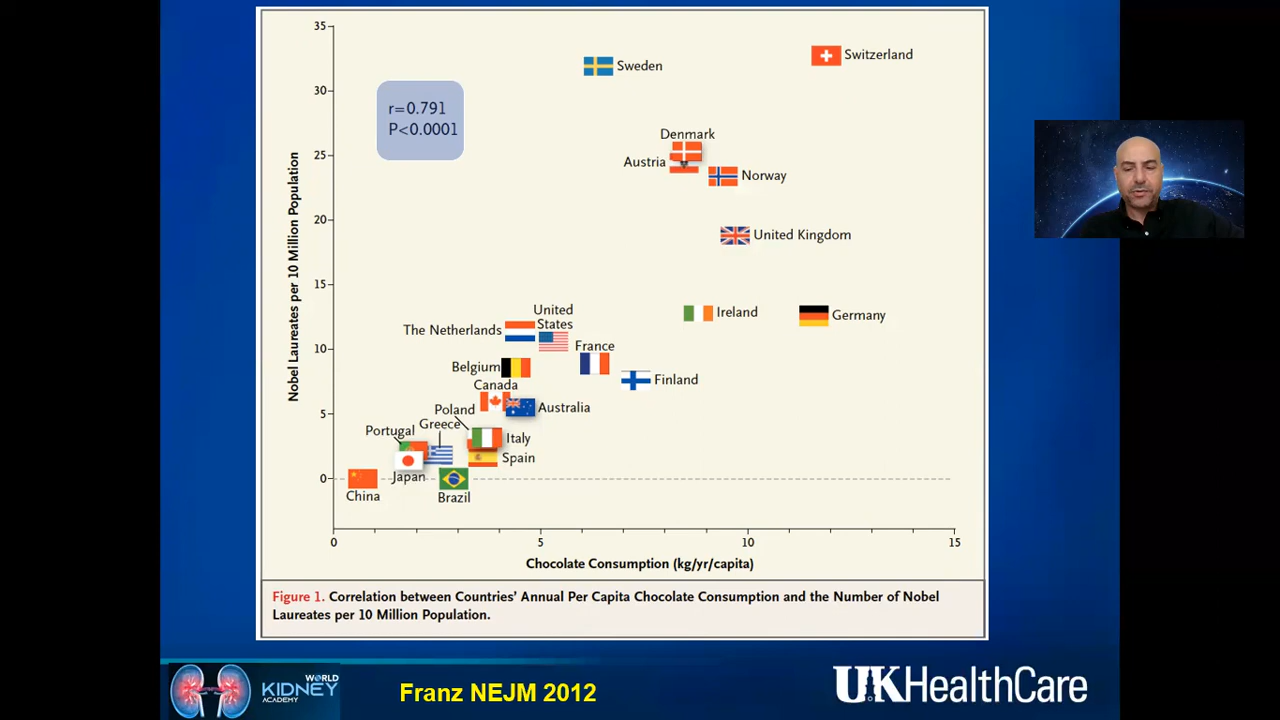 35
30
25
20
15
10
5
0
Nobel Laureates per 10 Million Population
r=0.791
P<0.0001
Sweden
Switzerland
Denmark
Austria
Norway
United Kingdom
Ireland
Germany
United
States
The Netherlands
France
Belgium
Finland
Canada
Australia
Poland
Greece
Portugal
Italy
Spain
Japan
China
Brazil
0
5
10
15
Chocolate Consumption (kg/yr/capita)
Figure 1. Correlation between Countries’ Annual Per Capita Chocolate Consumption and the Number of Nobel
Laureates per 10 Million Population.
WORLD
KIDNEY
ACADEMY
Franz NEJM 2012
UKHealthCare